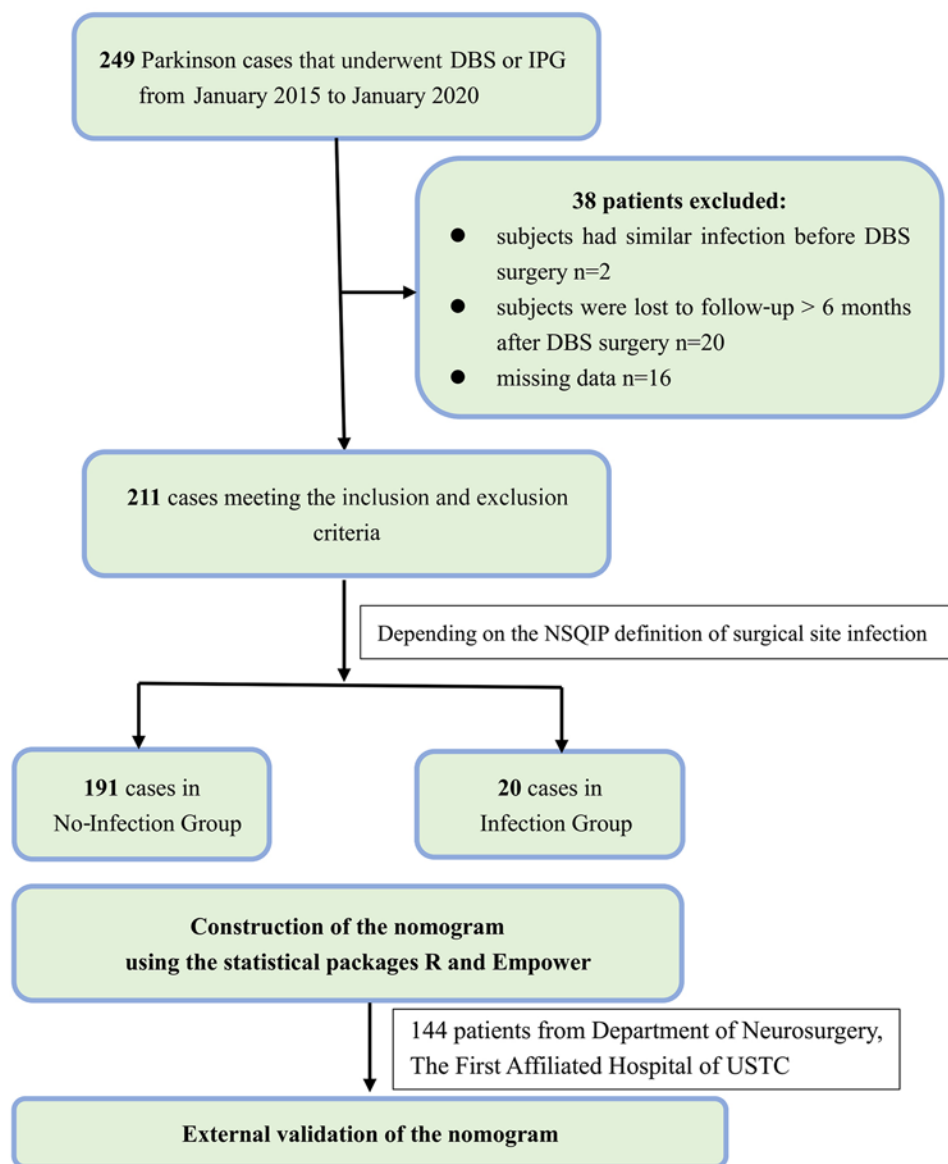 249 Parkinson cases that underwent DBS or IPG
from January 2015 to January 2020
38 patients excluded:
● subjects had similar infection before DBS
surgery n=2
● subjects were lost to follow-up > 6 months
after DBS surgery n=20
● missing data n=16
211 cases meeting the inclusion and exclusion
criteria
Depending on the NSQIP definition of surgical site infection
191 cases in
No-Infection Group
20 cases in
Infection Group
Construction of the nomogram
using the statistical packages R and Empower
144 patients from Department of Neurosurgery,
The First Affiliated Hospital of USTC
External validation of the nomogram